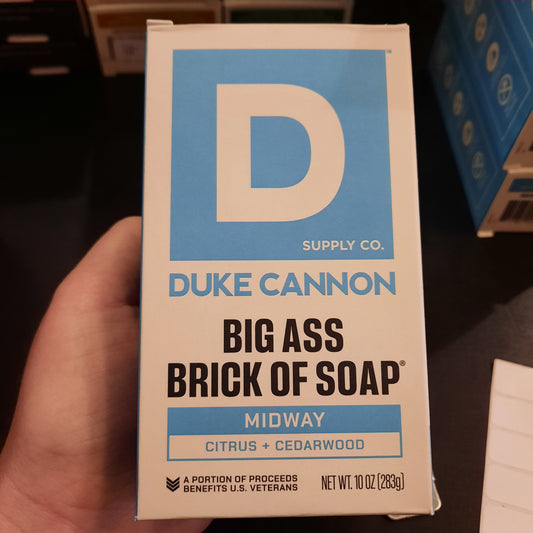 D
SUPPLY CO.
DUKE CANNON
BIG ASS
BRICK OF SOAP®
MIDWAY
CITRUS + CEDARWOOD
A PORTION OF PROCEEDS
BENEFITS U.S. VETERANS
NET WT. 10 OZ (283g)